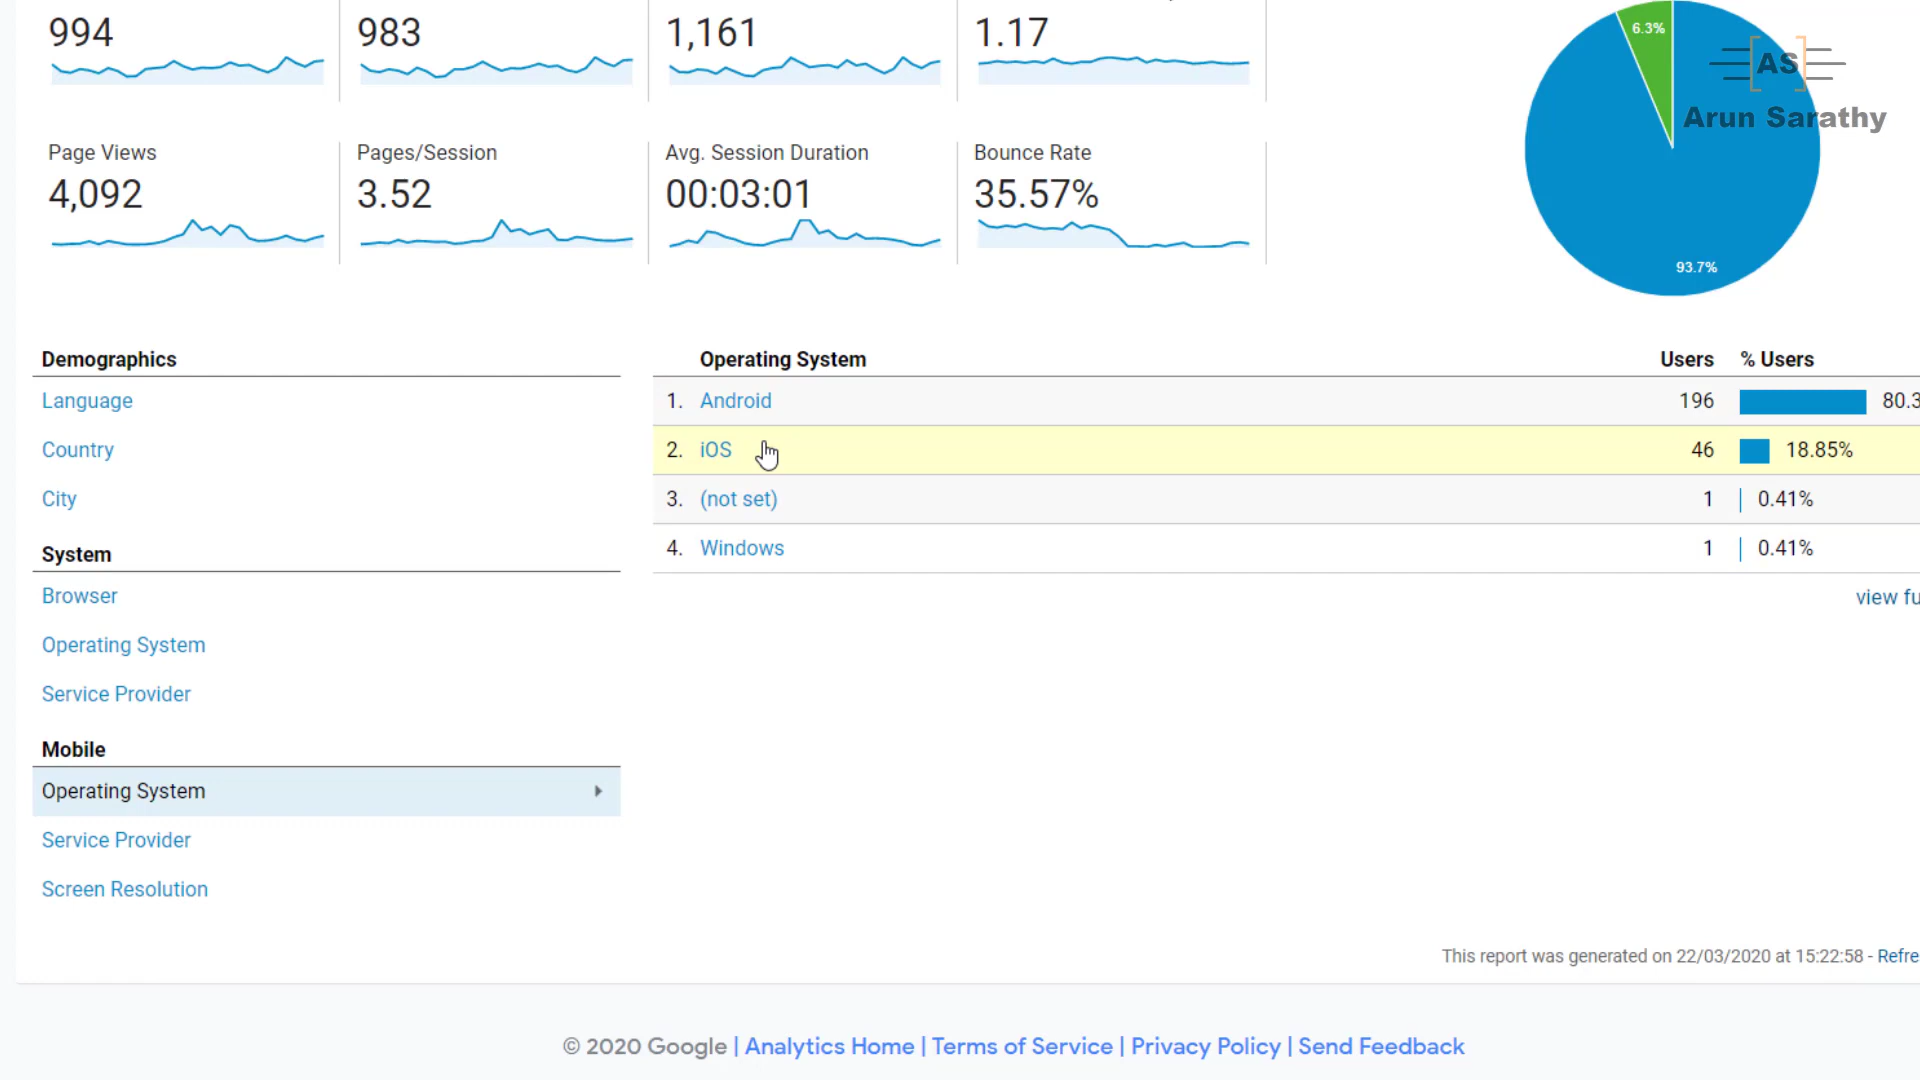 994 983 1,161 1.17
6.3%
AS
Arun Sarathy
Page Views Pages/Session Avg. Session Duration Bounce Rate
4,092 3.52 00:03:01 35.57%
93.7%
Demographics
Language
Country
City
System
Browser
Operating System
Service Provider
Mobile
Operating System
Service Provider
Screen Resolution
Operating System Users % Users
1. Android 196 80.3
2. iOS 46 18.85%
3. (not set) 1 0.41%
4. Windows 1 0.41%
view fu
This report was generated on 22/03/2020 at 15:22:58 - Refre
© 2020 Google | Analytics Home | Terms of Service | Privacy Policy | Send Feedback